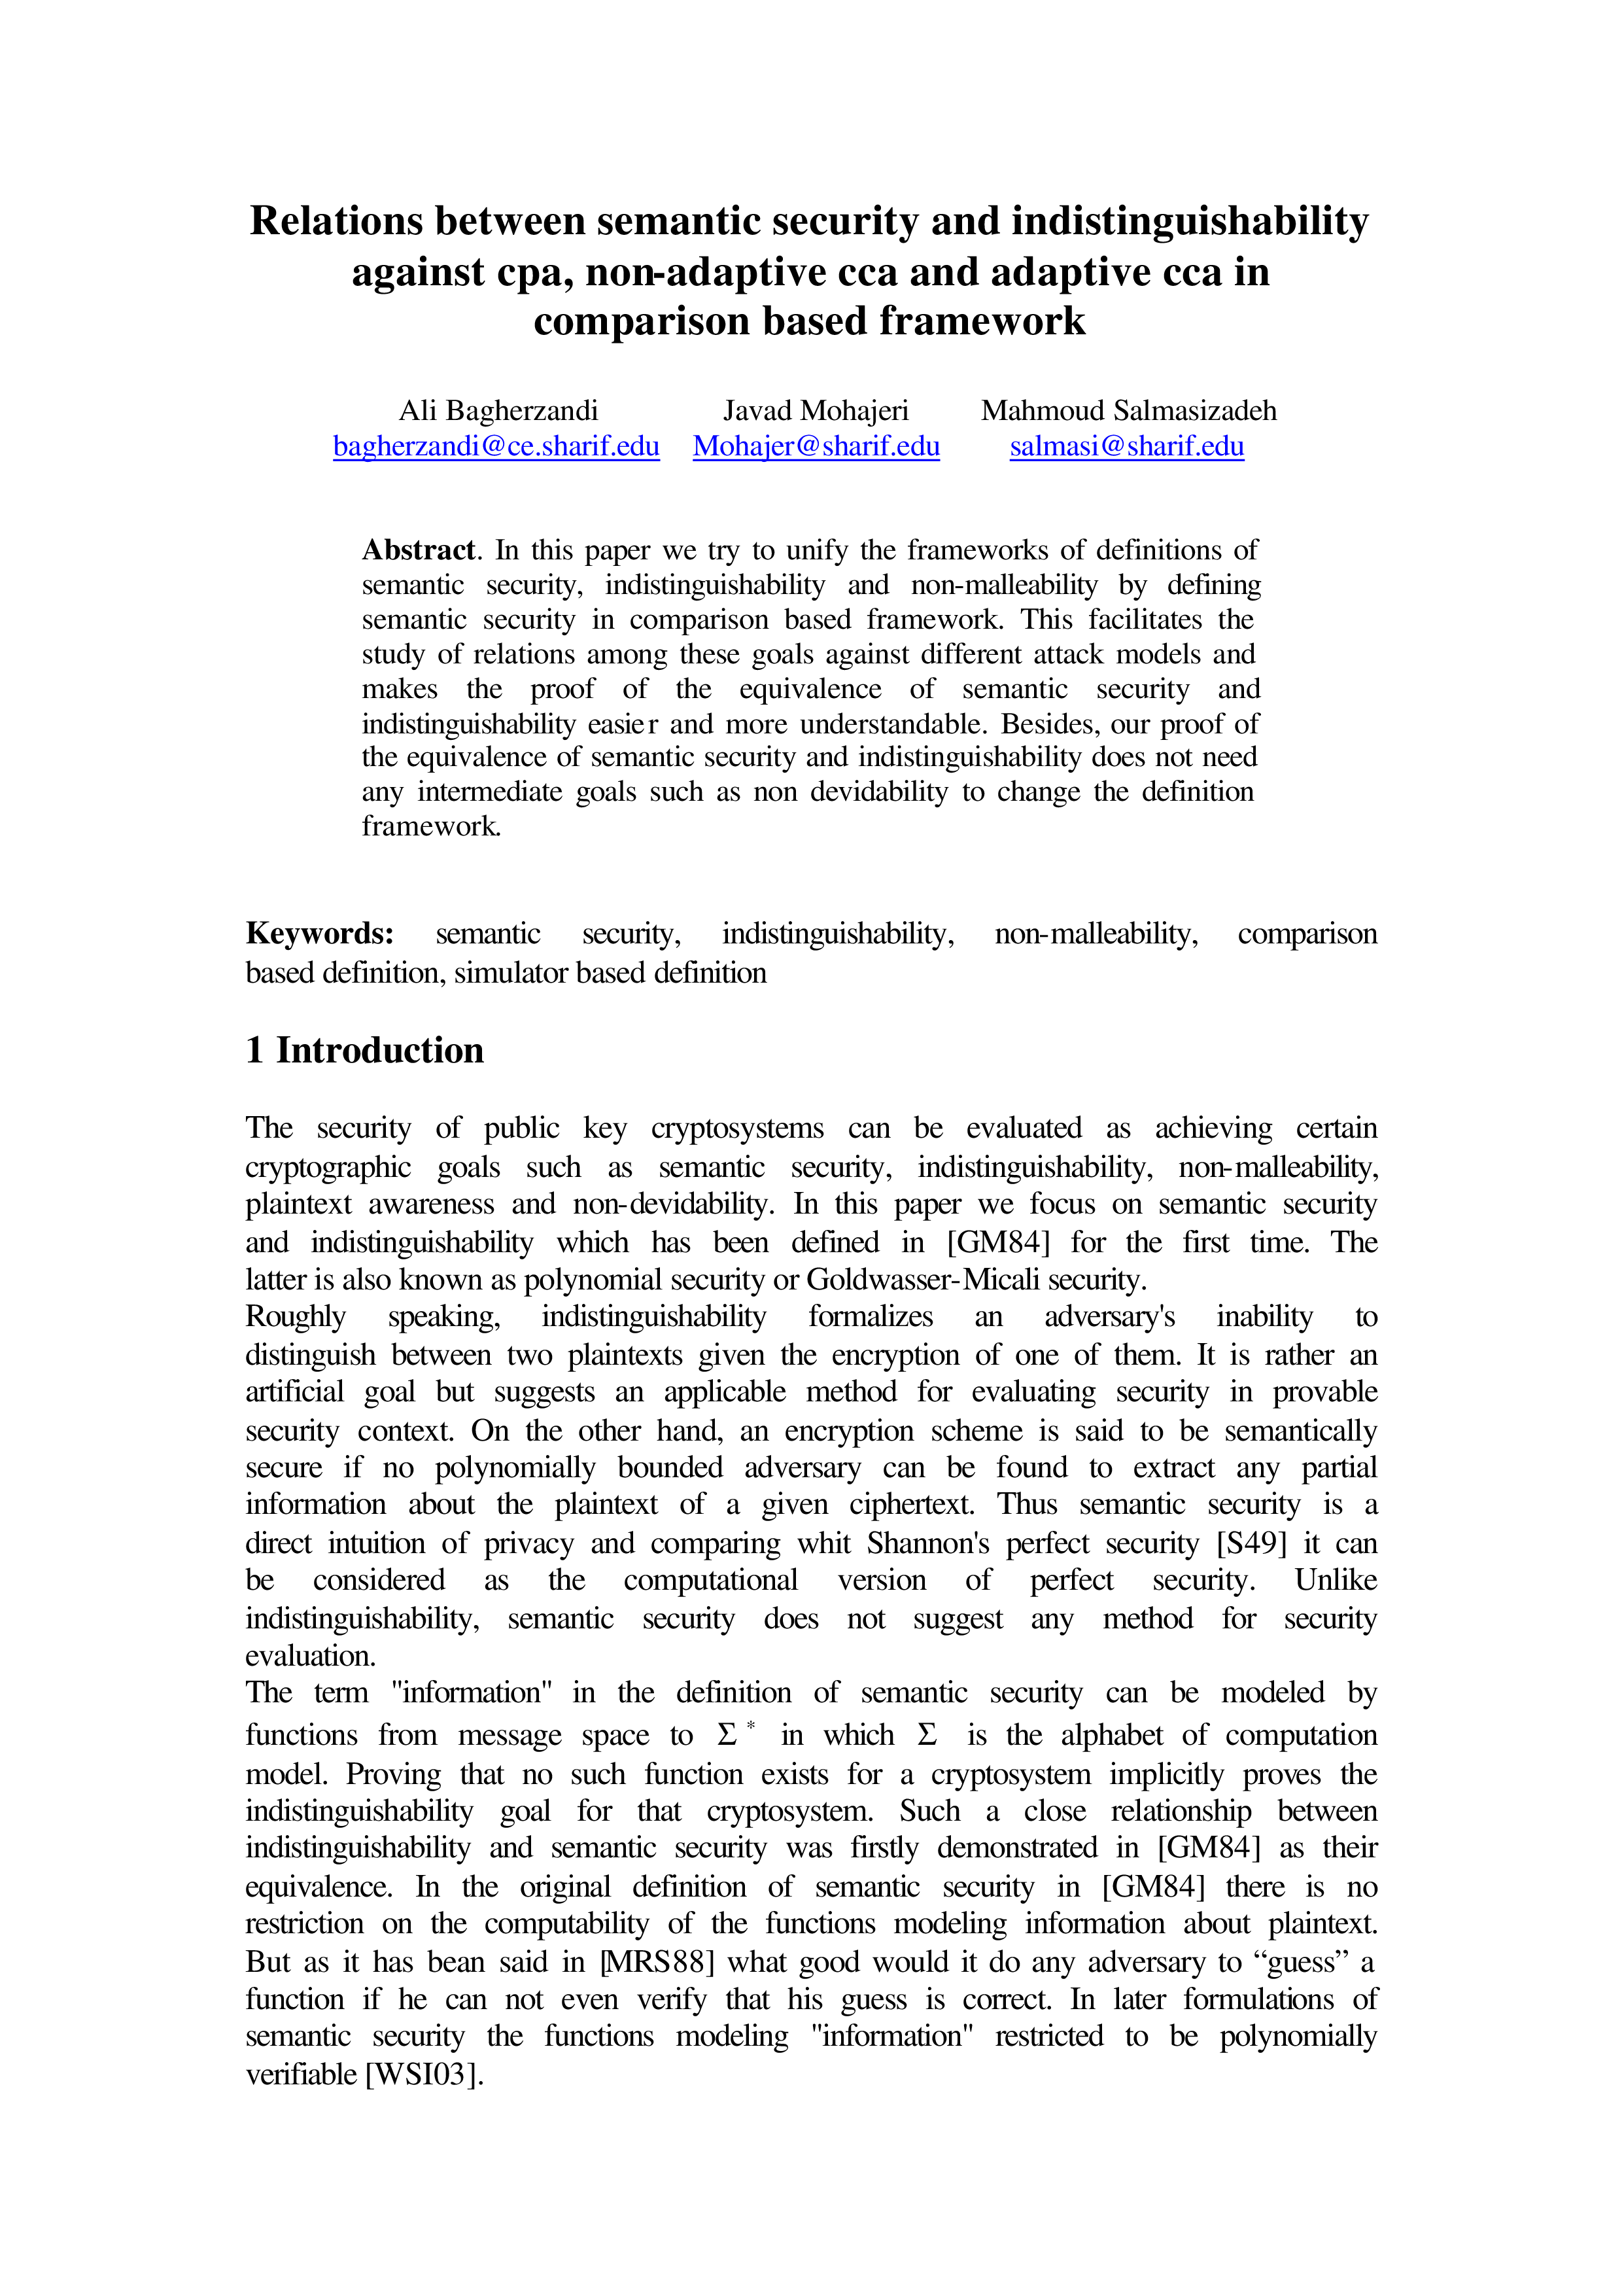 Relations between semantic security and indistinguishability
against cpa, non-adaptive cca and adaptive cca in
comparison based framework
Ali Bagherzandi Javad Mohajeri Mahmoud Salmasizadeh
bagherzandi@ce.sharif.edu Mohajer@sharif.edu salmasi@sharif.edu
Abstract. In this paper we try to unify the frameworks of definitions of
semantic security, indistinguishability and non-malleability by defining
semantic security in comparison based framework. This facilitates the
study of relations among these goals against different attack models and
makes the proof of the equivalence of semantic security and
indistinguishability easier and more understandable. Besides, our proof of
the equivalence of semantic security and indistinguishability does not need
any intermediate goals such as non devidability to change the definition
framework.
Keywords: semantic security, indistinguishability, non-malleability, comparison
based definition, simulator based definition
1 Introduction
The security of public key cryptosystems can be evaluated as achieving certain
cryptographic goals such as semantic security, indistinguishability, non-malleability,
plaintext awareness and non-devidability. In this paper we focus on semantic security
and indistinguishability which has been defined in [GM84] for the first time. The
latter is also known as polynomial security or Goldwasser-Micali security.
Roughly speaking, indistinguishability formalizes an adversary's inability to
distinguish between two plaintexts given the encryption of one of them. It is rather an
artificial goal but suggests an applicable method for evaluating security in provable
security context. On the other hand, an encryption scheme is said to be semantically
secure if no polynomially bounded adversary can be found to extract any partial
information about the plaintext of a given ciphertext. Thus semantic security is a
direct intuition of privacy and comparing whit Shannon's perfect security [S49] it can
be considered as the computational version of perfect security. Unlike
indistinguishability, semantic security does not suggest any method for security
evaluation.
The term "information" in the definition of semantic security can be modeled by
functions from message space to Σ * in which Σ is the alphabet of computation
model. Proving that no such function exists for a cryptosystem implicitly proves the
indistinguishability goal for that cryptosystem. Such a close relationship between
indistinguishability and semantic security was firstly demonstrated in [GM84] as their
equivalence. In the original definition of semantic security in [GM84] there is no
restriction on the computability of the functions modeling information about plaintext.
But as it has bean said in [MRS88] what good would it do any adversary to “guess” a
function if he can not even verify that his guess is correct. In later formulations of
semantic security the functions modeling "information" restricted to be polynomially
verifiable [WSI03].